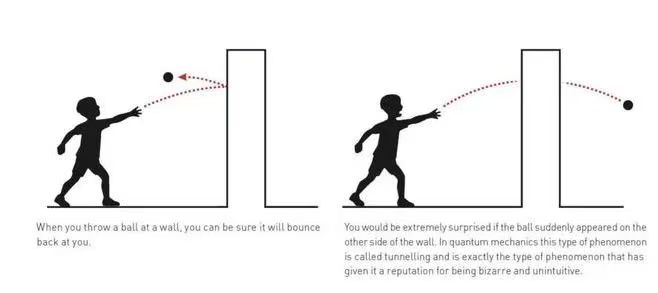 When you throw a ball at a wall, you can be sure it will bounce
back at you.
You would be extremely surprised if the ball suddenly appeared on the
other side of the wall. In quantum mechanics this type of phenomenon
is called tunnelling and is exactly the type of phenomenon that has
given it a reputation for being bizarre and unintuitive.